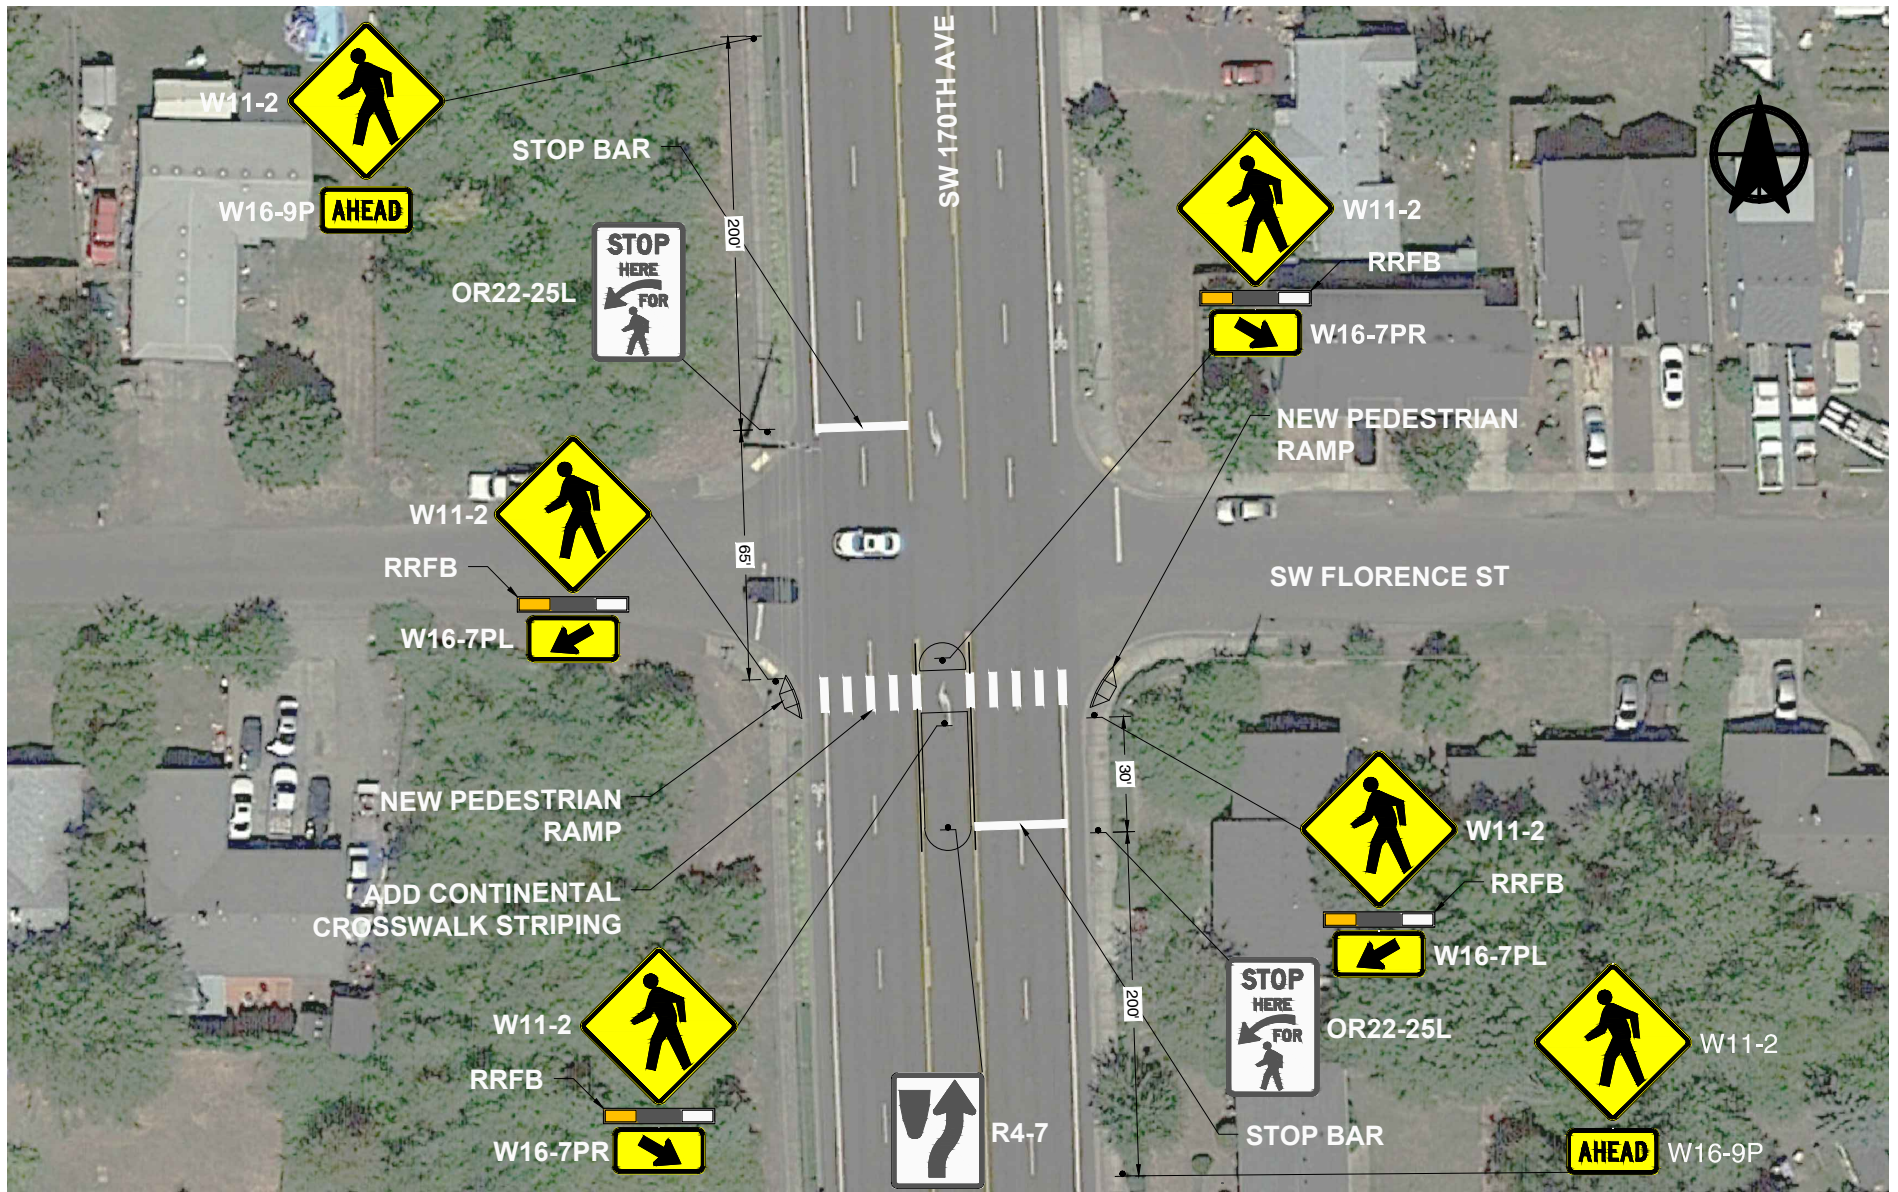 SW 170TH AVE
W11-2
W16-9P
AHEAD
STOP BAR
200'
STOP
HERE
FOR
OR22-25L
W11-2
RRFB
W16-7PR
NEW PEDESTRIAN
RAMP
W11-2
RRFB
W16-7PL
65'
SW FLORENCE ST
NEW PEDESTRIAN
RAMP
30'
ADD CONTINENTAL
CROSSWALK STRIPING
W11-2
RRFB
W16-7PL
W11-2
RRFB
W16-7PR
R4-7
200'
STOP
HERE
FOR
OR22-25L
STOP BAR
W11-2
AHEAD
W16-9P